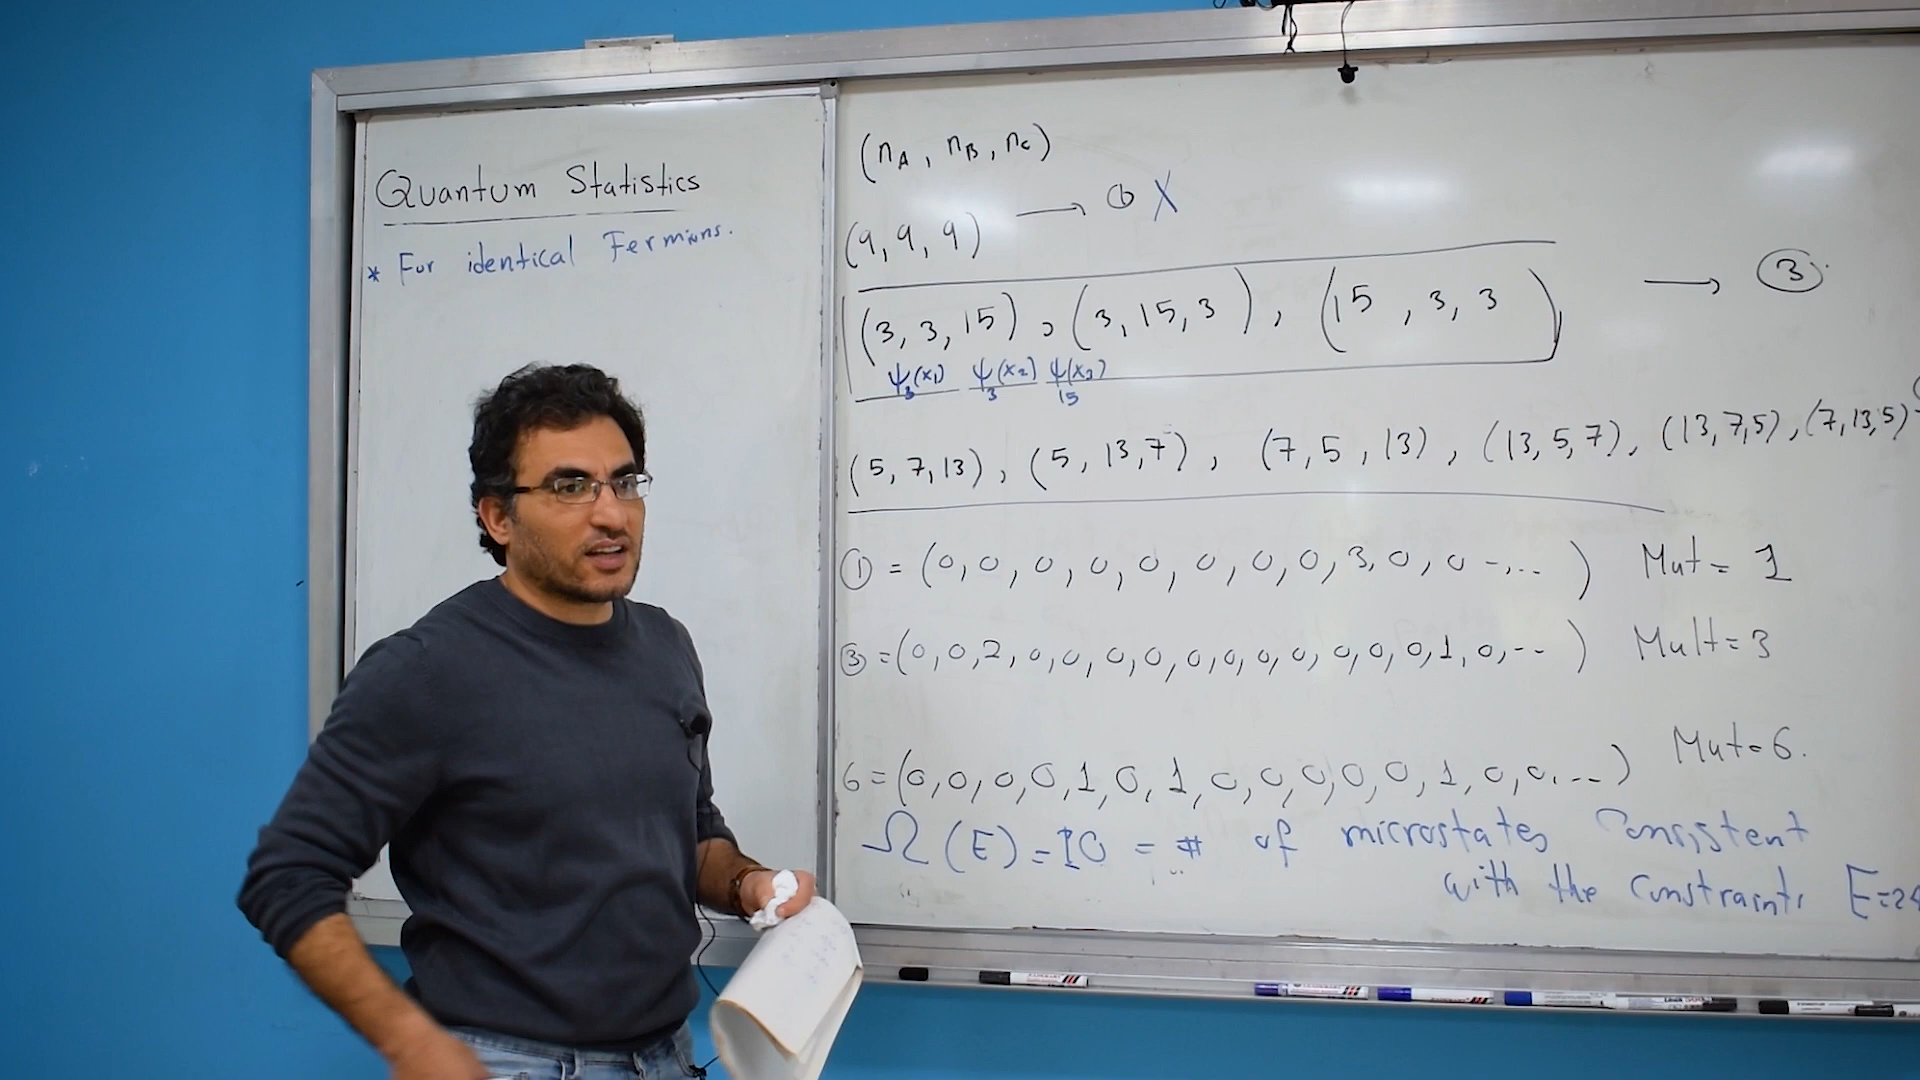 Quantum Statistics
* For identical Fermions.
(nA, nB, nC)
(9, 9, 9) → ① X
(3, 3, 15), (3, 15, 3), (15, 3, 3) → ③
ψ3(x1) ψ3(x2) ψ15(x3)
(5, 7, 13), (5, 13, 7), (7, 5, 13), (13, 5, 7), (13, 7, 5), (7, 13, 5)
① = (0, 0, 0, 0, 0, 0, 0, 0, 3, 0, 0 -, ...) Mut = 1
③ = (0, 0, 2, 0, 0, 0, 0, 0, 0, 0, 0, 0, 0, 0, 1, 0, ...) Mult = 3
6 = (0, 0, 0, 0, 1, 0, 1, 0, 0, 0, 0, 0, 1, 0, 0, ...) Mut = 6.
Ω(E) = 10 = # of microstates Consistent
with the Constraints